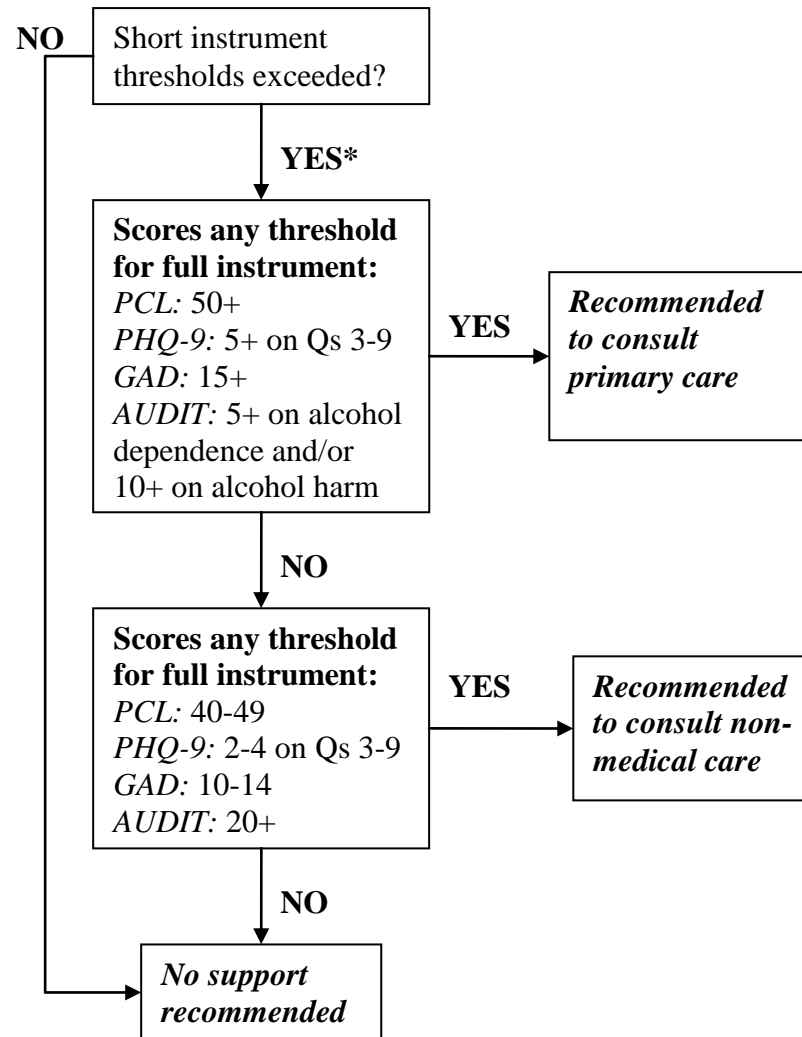 NO
Short instrument
thresholds exceeded?
YES*
Scores any threshold
for full instrument:
PCL: 50+
PHQ-9: 5+ on Qs 3-9
GAD: 15+
AUDIT: 5+ on alcohol
dependence and/or
10+ on alcohol harm
YES
Recommended
to consult
primary care
NO
Scores any threshold
for full instrument:
PCL: 40-49
PHQ-9: 2-4 on Qs 3-9
GAD: 10-14
AUDIT: 20+
YES
Recommended
to consult non-
medical care
NO
No support
recommended